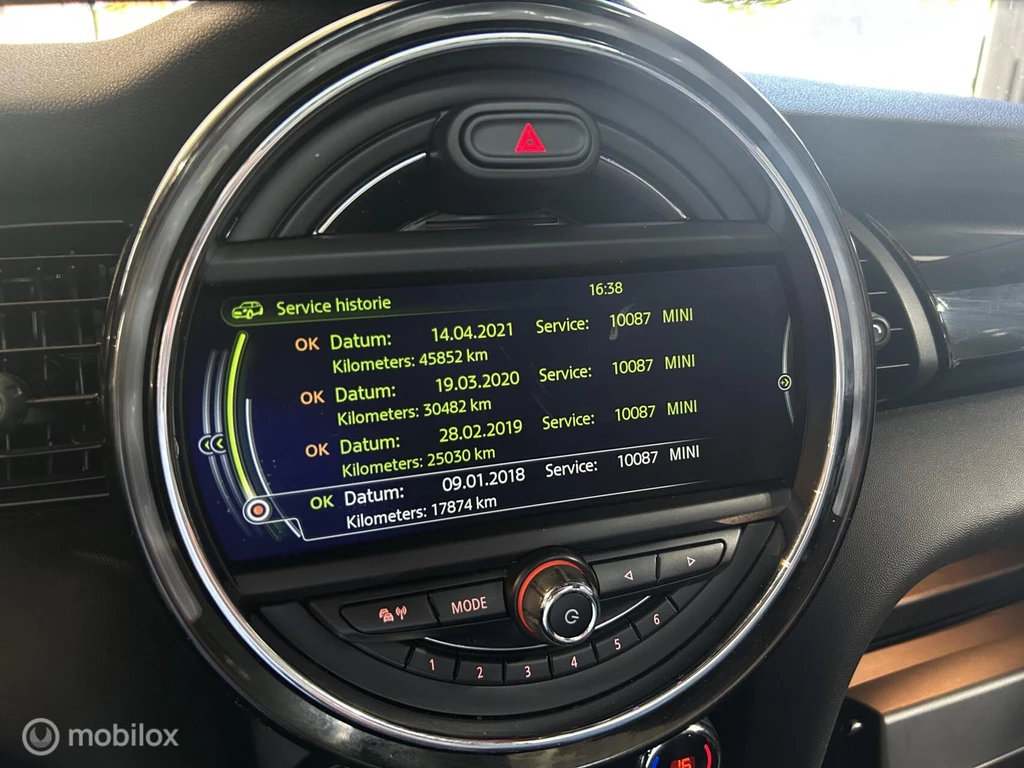 16:38
Service historie
OK Datum: 14.04.2021 Service: 10087 MINI
Kilometers: 45852 km
OK Datum: 19.03.2020 Service: 10087 MINI
Kilometers: 30482 km
OK Datum: 28.02.2019 Service: 10087 MINI
Kilometers: 25030 km
OK Datum: 09.01.2018 Service: 10087 MINI
Kilometers: 17874 km
MODE
1 2 3 4 5 6
16
mobilox